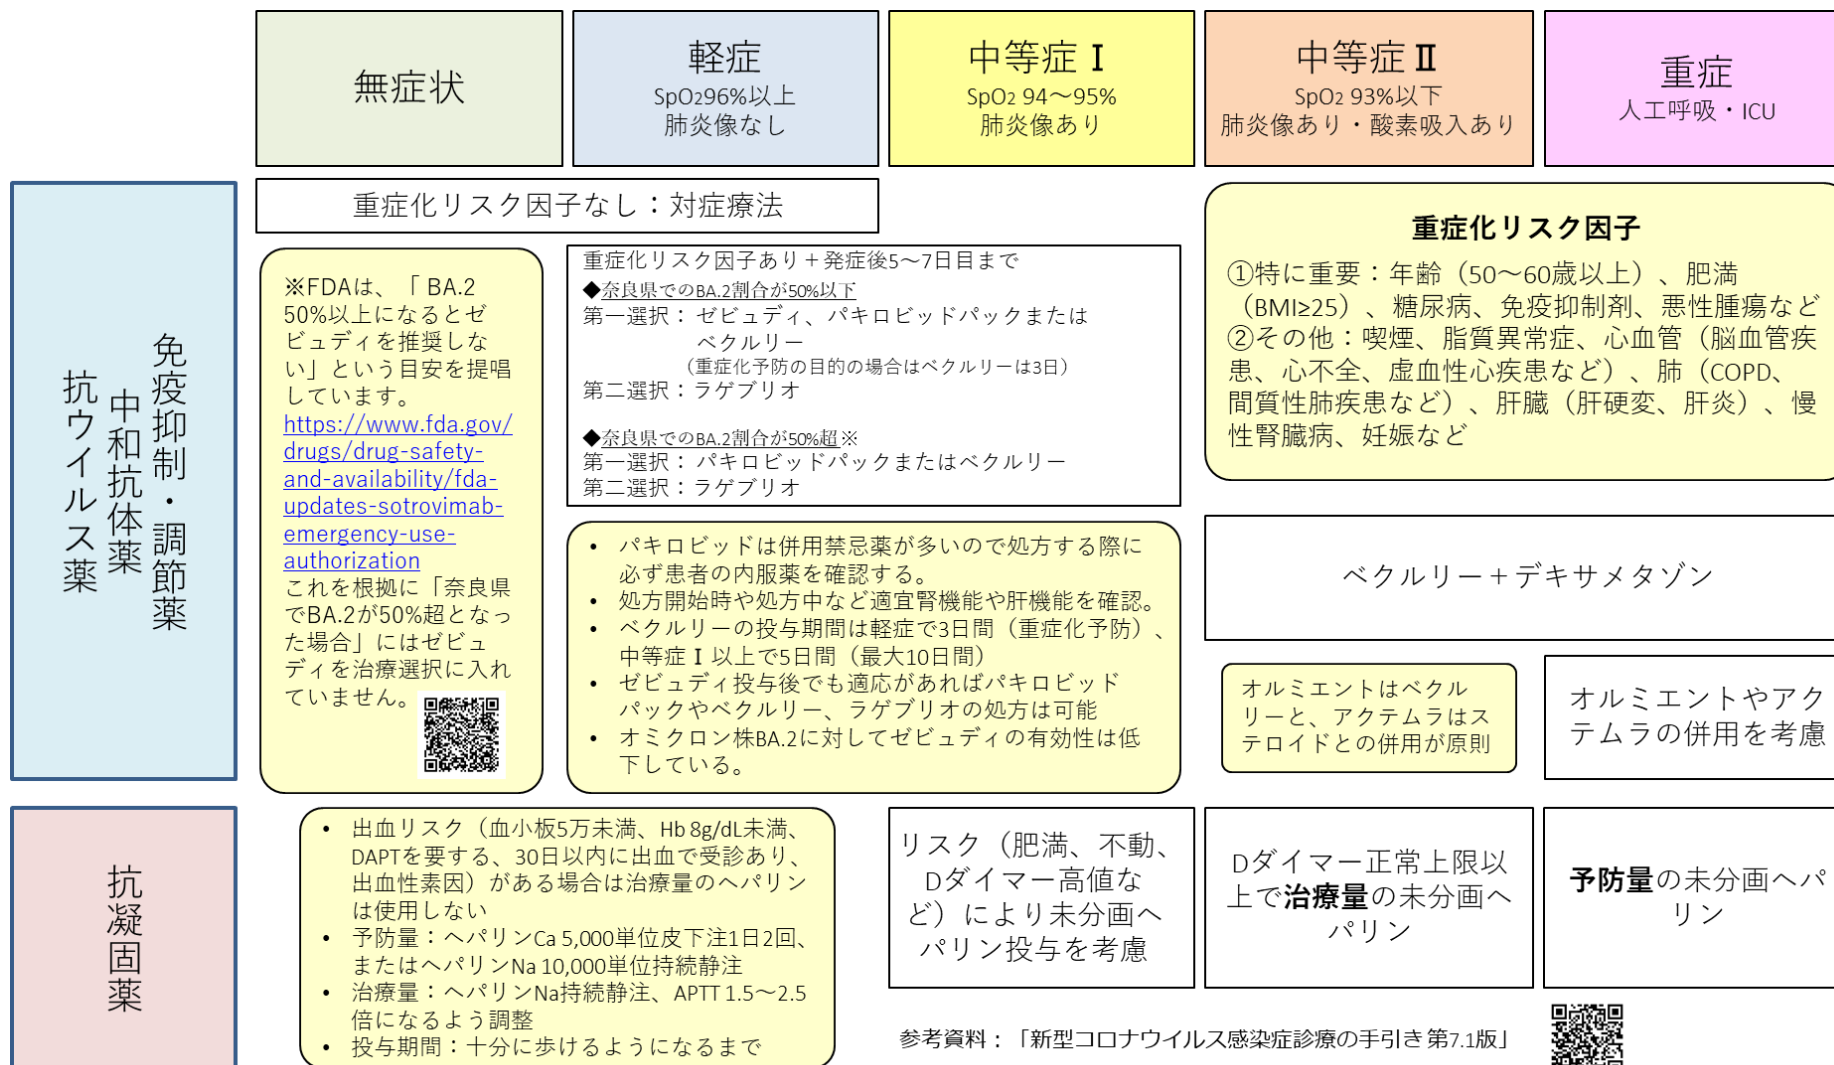 無症状
軽症
SpO₂96%以上
肺炎像なし
中等症 Ⅰ
SpO₂ 94～95%
肺炎像あり
中等症 Ⅱ
SpO₂ 93%以下
肺炎像あり・酸素吸入あり
重症
人工呼吸・ICU
免疫抑制・調節薬
中和抗体薬
抗ウイルス薬
重症化リスク因子なし：対症療法
※FDAは、「 BA.2
50%以上になるとゼ
ビュディを推奨しな
い」という目安を提唱
しています。
https://www.fda.gov/
drugs/drug-safety-
and-availability/fda-
updates-sotrovimab-
emergency-use-
authorization
これを根拠に「奈良県
でBA.2が50%超となっ
た場合」にはゼビュ
ディを治療選択に入れ
ていません。
重症化リスク因子あり＋発症後5～7日目まで
◆奈良県でのBA.2割合が50%以下
第一選択： ゼビュディ、パキロビッドパックまたは
ベクルリー
（重症化予防の目的の場合はベクルリーは3日）
第二選択：ラゲブリオ
◆奈良県でのBA.2割合が50%超※
第一選択： パキロビッドパックまたはベクルリー
第二選択：ラゲブリオ
• パキロビッドは併用禁忌薬が多いので処方する際に
必ず患者の内服薬を確認する。
• 処方開始時や処方中など適宜腎機能や肝機能を確認。
• ベクルリーの投与期間は軽症で3日間（重症化予防）、
中等症Ⅰ以上で5日間（最大10日間）
• ゼビュディ投与後でも適応があればパキロビッド
パックやベクルリー、ラゲブリオの処方は可能
• オミクロン株BA.2に対してゼビュディの有効性は低
下している。
重症化リスク因子
①特に重要：年齢（50～60歳以上）、肥満
（BMI≥25）、糖尿病、免疫抑制剤、悪性腫瘍など
②その他：喫煙、脂質異常症、心血管（脳血管疾
患、心不全、虚血性心疾患など）、肺（COPD、
間質性肺疾患など）、肝臓（肝硬変、肝炎）、慢
性腎臓病、妊娠など
ベクルリー＋デキサメタゾン
オルミエントはベクル
リーと、アクテムラはス
テロイドとの併用が原則
オルミエントやアク
テムラの併用を考慮
抗凝固薬
• 出血リスク（血小板5万未満、Hb 8g/dL未満、
DAPTを要する、30日以内に出血で受診あり、
出血性素因）がある場合は治療量のヘパリン
は使用しない
• 予防量：ヘパリンCa 5,000単位皮下注1日2回、
またはヘパリンNa 10,000単位持続静注
• 治療量：ヘパリンNa持続静注、APTT 1.5～2.5
倍になるよう調整
• 投与期間：十分に歩けるようになるまで
リスク（肥満、不動、
Dダイマー高値な
ど）により未分画ヘ
パリン投与を考慮
Dダイマー正常上限以
上で治療量の未分画ヘ
パリン
予防量の未分画ヘパ
リン
参考資料：「新型コロナウイルス感染症診療の手引き 第7.1版」